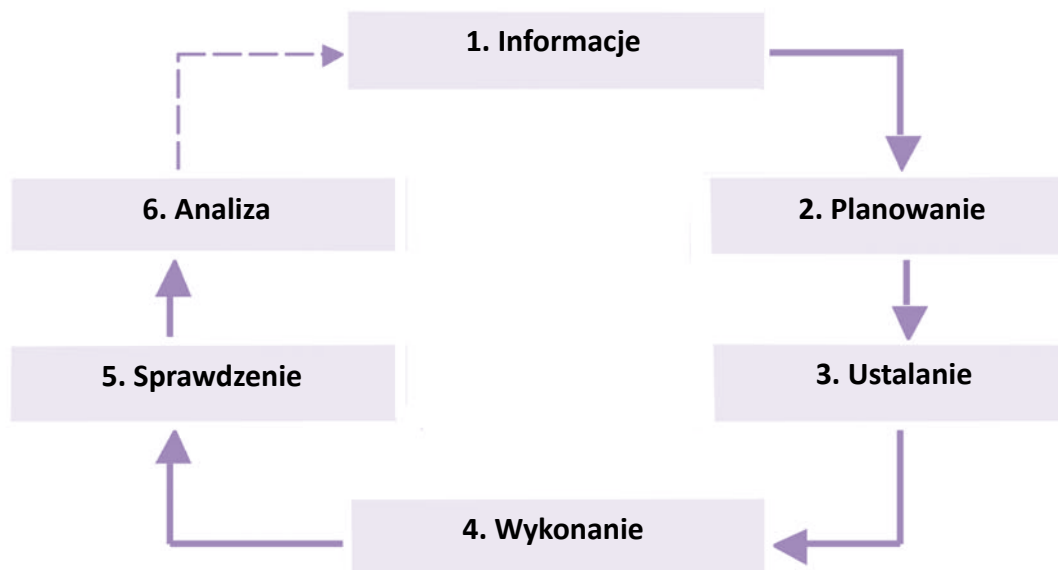 1. Informacje
2. Planowanie
3. Ustalanie
4. Wykonanie
5. Sprawdzenie
6. Analiza